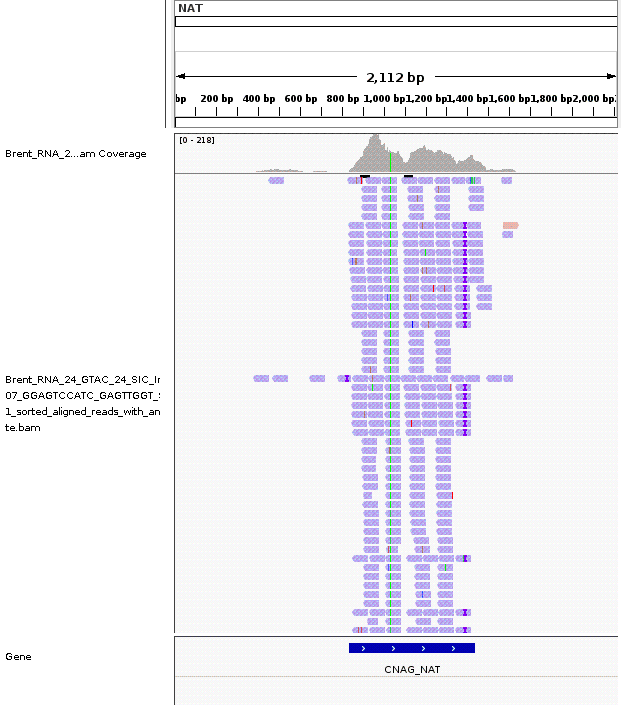 NAT
2,112 bp
bp 200 bp 400 bp 600 bp 800 bp 1,000 bp 1,200 bp 1,400 bp 1,600 bp 1,800 bp 2,000 bp
[0 - 218]
Brent_RNA_2...am Coverage
Brent_RNA_24_GTAC_24_SIC_Ir
07_GGAGTCCATC_GAGTTGGT_
1_sorted_aligned_reads_with_an
te.bam
Gene
CNAG_NAT